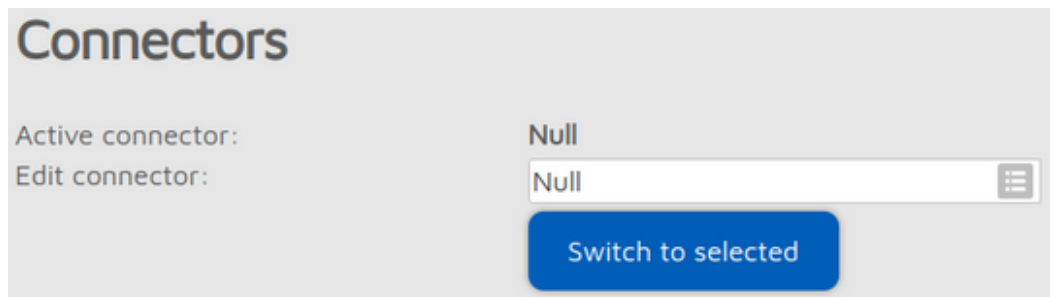 Connectors
Active connector: Null
Edit connector: Null
Switch to selected